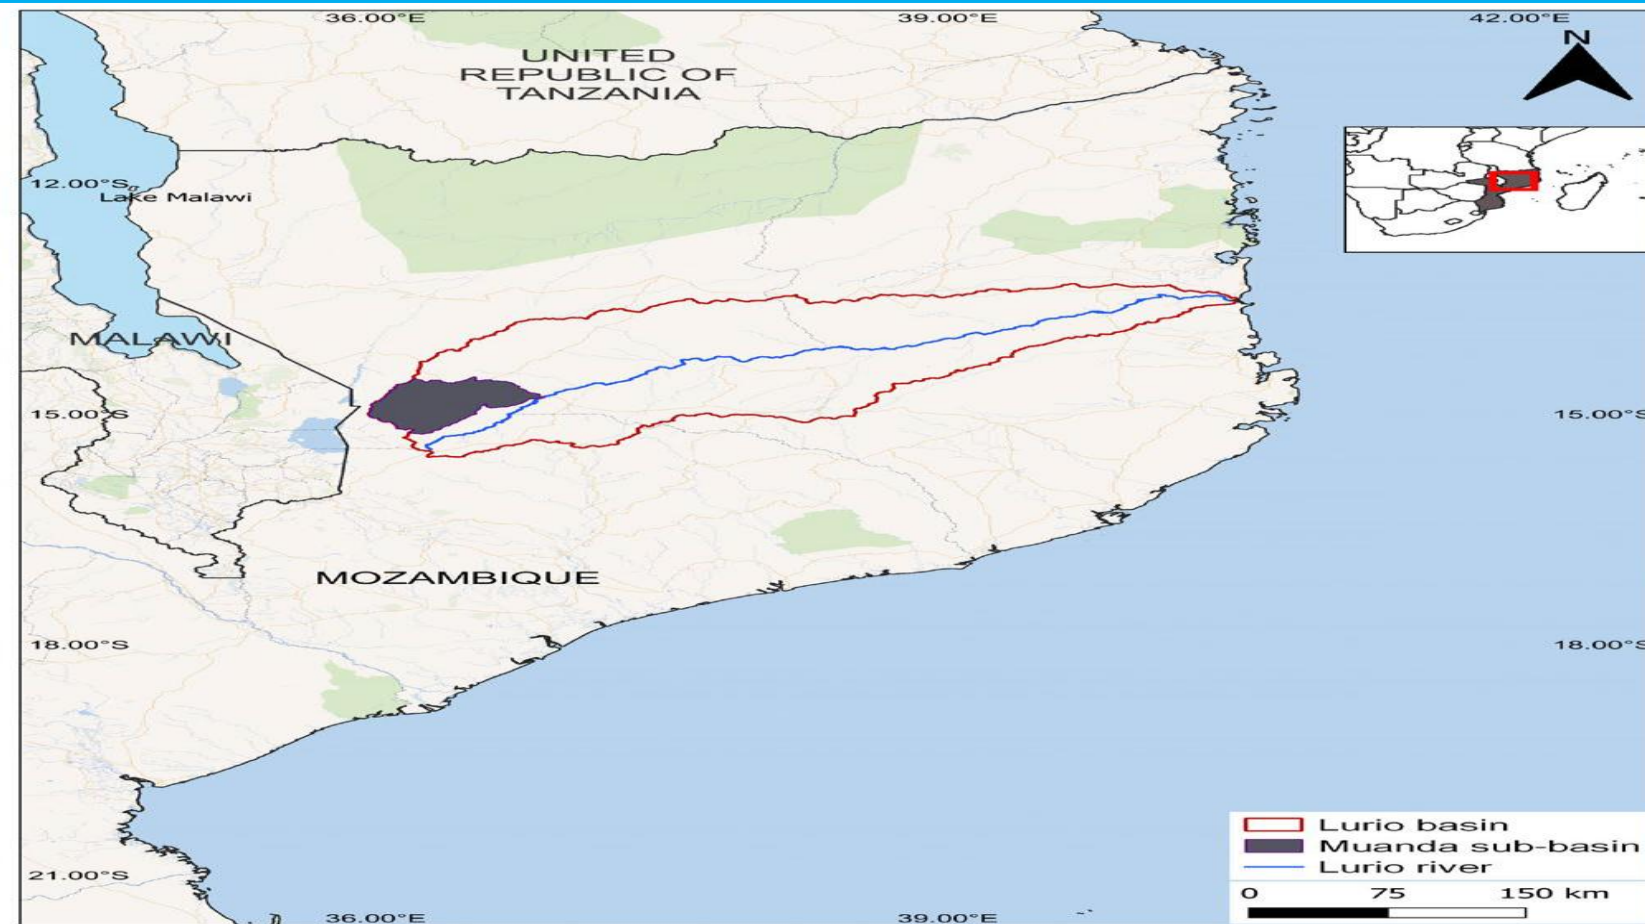 36.00°E
39.00°E
42.00°E
N
UNITED
REPUBLIC OF
TANZANIA
12.00°S
Lake Malawi
MALAWI
15.00°S
15.00°S
MOZAMBIQUE
18.00°S
18.00°S
Lurio basin
Muanda sub-basin
Lurio river
21.00°S
0 75 150 km
36.00°E
39.00°E